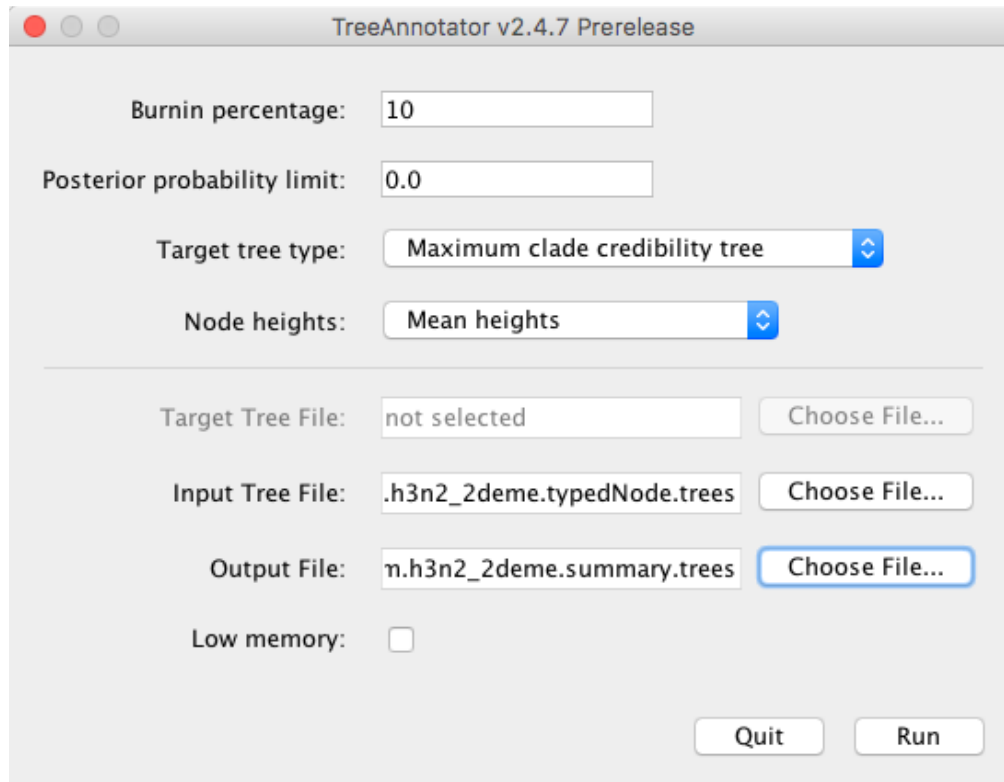 TreeAnnotator v2.4.7 Prerelease
Burnin percentage: 10
Posterior probability limit: 0.0
Target tree type: Maximum clade credibility tree
Node heights: Mean heights
Target Tree File: not selected Choose File...
Input Tree File: .h3n2_2deme.typedNode.trees Choose File...
Output File: n.h3n2_2deme.summary.trees Choose File...
Low memory:
Quit Run